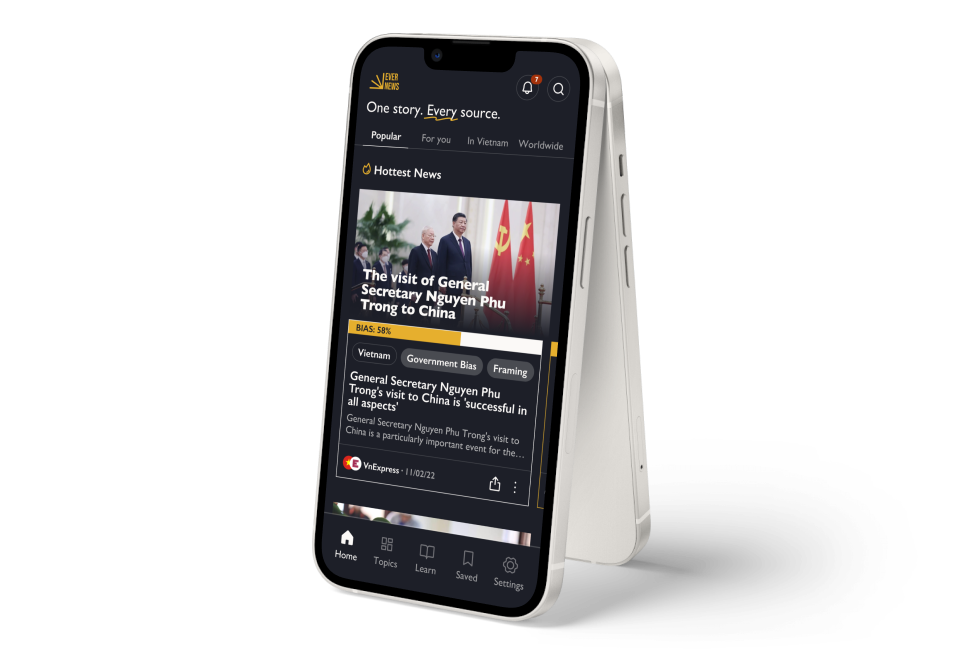 EVER
NEWS
7
One story. Every source.
Popular For you In Vietnam Worldwide
Hottest News
The visit of General
Secretary Nguyen Phu
Trong to China
BIAS: 58%
Vietnam Government Bias Framing
General Secretary Nguyen Phu
Trong's visit to China is 'successful in
all aspects'
General Secretary Nguyen Phu Trong's visit to
China is a particularly important event for the...
E VnExpress · 11/02/22
Home Topics Learn Saved Settings